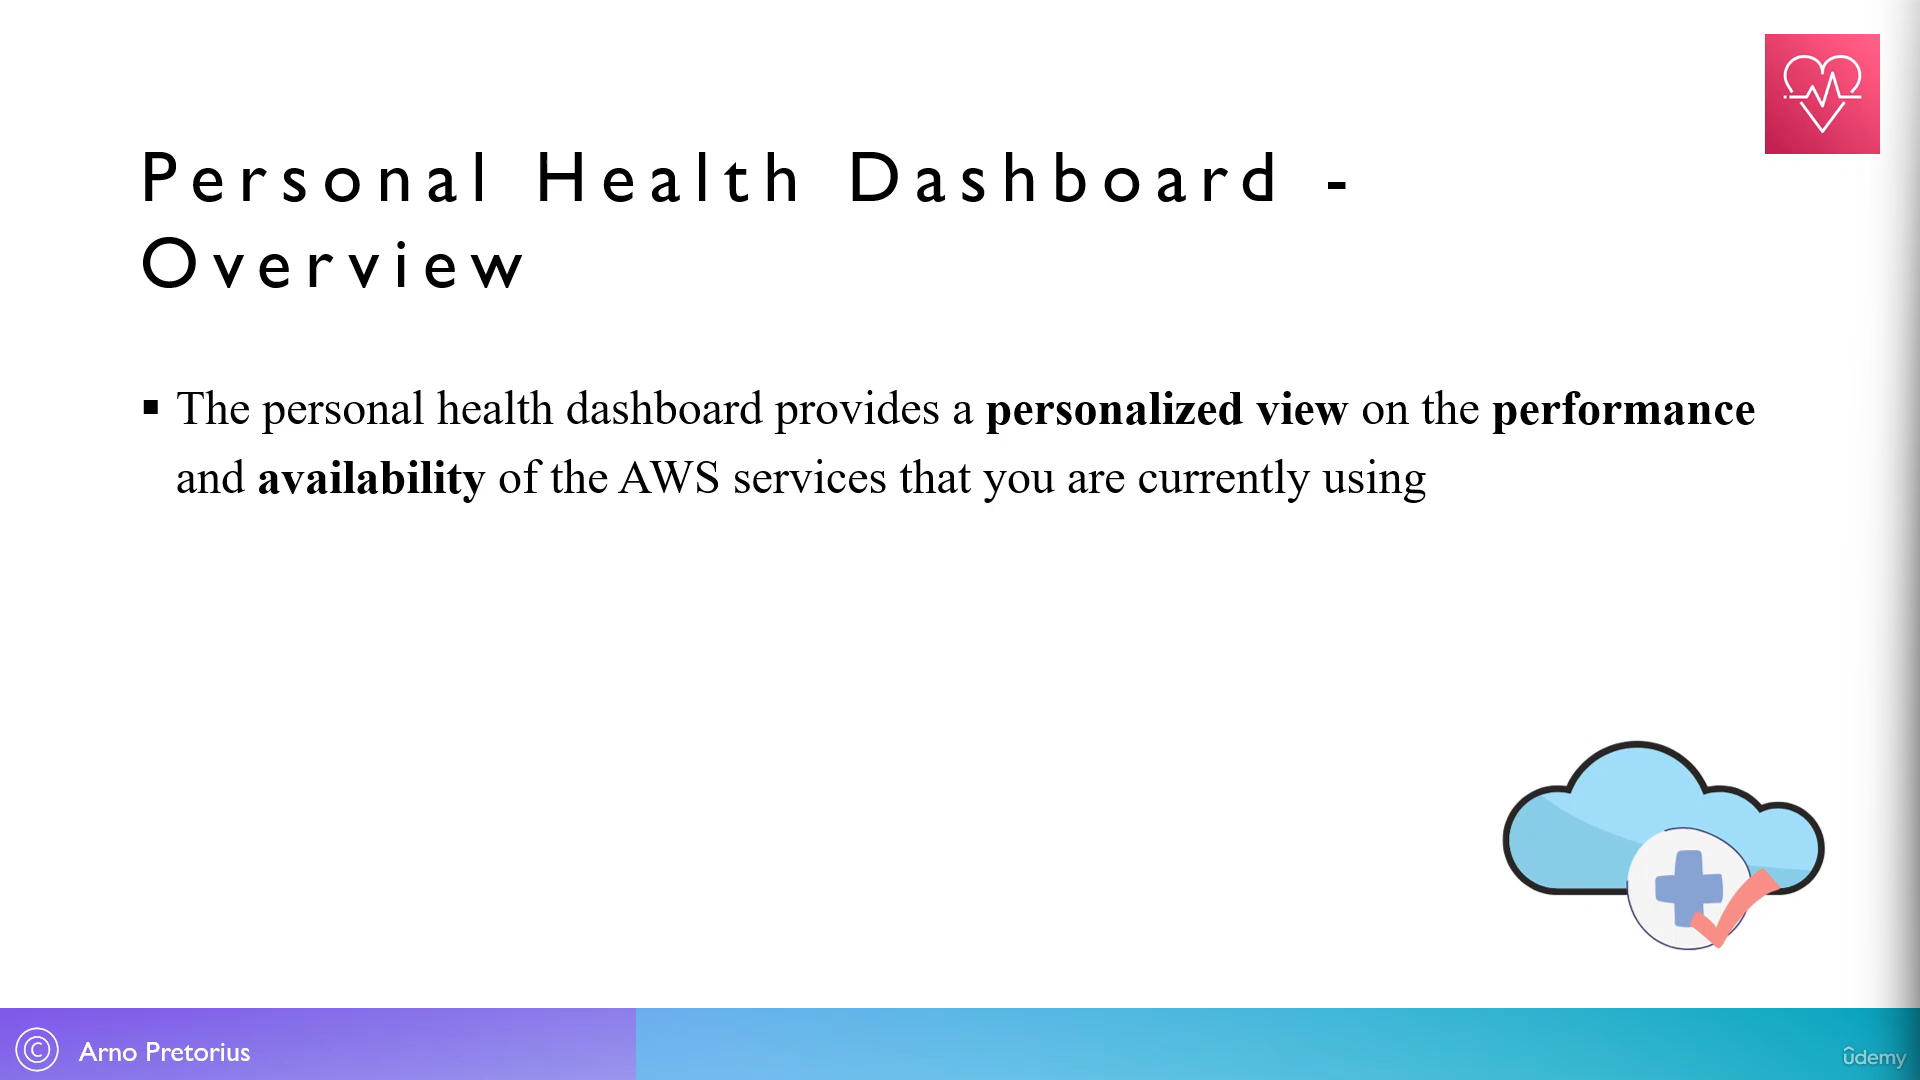 Personal Health Dashboard -
Overview
▪ The personal health dashboard provides a personalized view on the performance
and availability of the AWS services that you are currently using
© Arno Pretorius
ûdemy